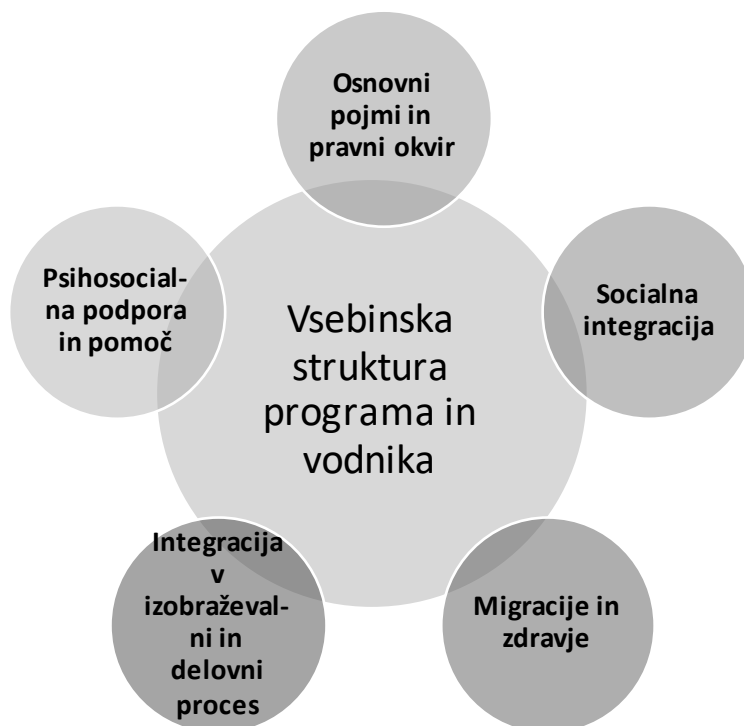 Osnovni
pojmi in
pravni okvir
Psihosocial-
na podpora
in pomoč
Vsebinska
struktura
programa in
vodnika
Socialna
integracija
Integracija
v
izobraževal-
ni in
delovni
proces
Migracije in
zdravje